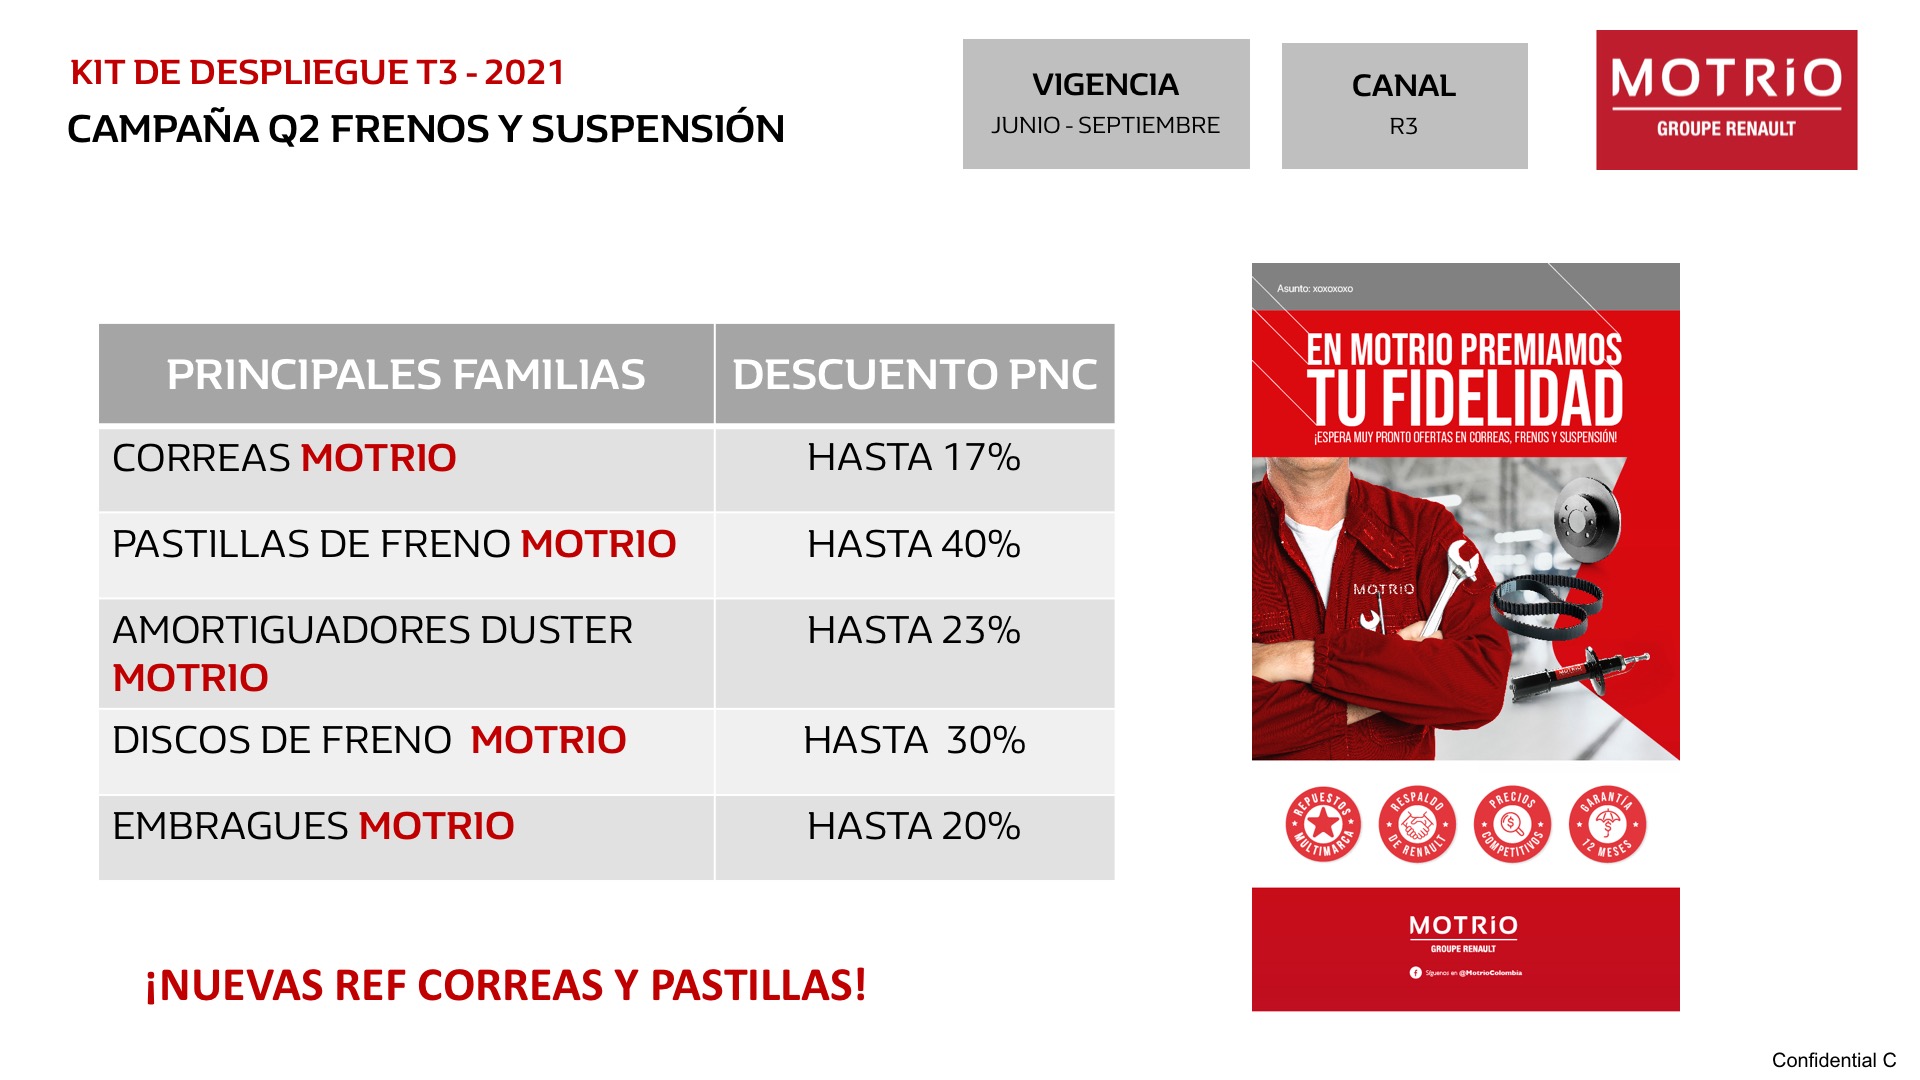 KIT DE DESPLIEGUE T3 - 2021
CAMPAÑA Q2 FRENOS Y SUSPENSIÓN
VIGENCIA
JUNIO - SEPTIEMBRE
CANAL
R3
MOTRiO
GROUPE RENAULT
PRINCIPALES FAMILIAS DESCUENTO PNC
CORREAS MOTRIO HASTA 17%
PASTILLAS DE FRENO MOTRIO HASTA 40%
AMORTIGUADORES DUSTER HASTA 23%
MOTRIO
DISCOS DE FRENO MOTRIO HASTA 30%
EMBRAGUES MOTRIO HASTA 20%
¡NUEVAS REF CORREAS Y PASTILLAS!
Asunto: xoxoxoxo
EN MOTRIO PREMIAMOS
TU FIDELIDAD
¡ESPERA MUY PRONTO OFERTAS EN CORREAS, FRENOS Y SUSPENSIÓN!
MOTRiO
MOTRiO
REPUESTOS MULTIMARCA
RESPALDO DE RENAULT
PRECIOS COMPETITIVOS
GARANTÍA 12 MESES
MOTRiO
GROUPE RENAULT
Síguenos en @MotrioColombia
Confidential C